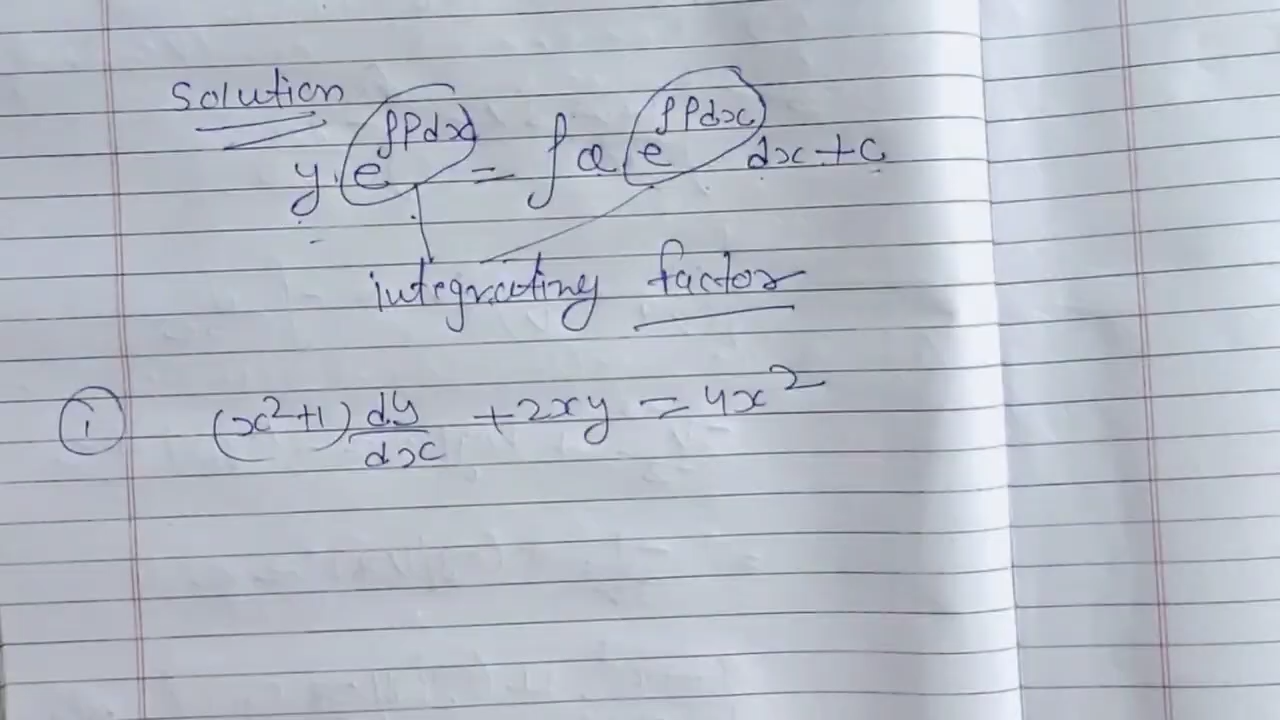 Solution
y.e^∫Pdx = ∫Q e^∫Pdx dx + c
integrating factor
① (x²+1) dy/dx + 2xy = 4x²